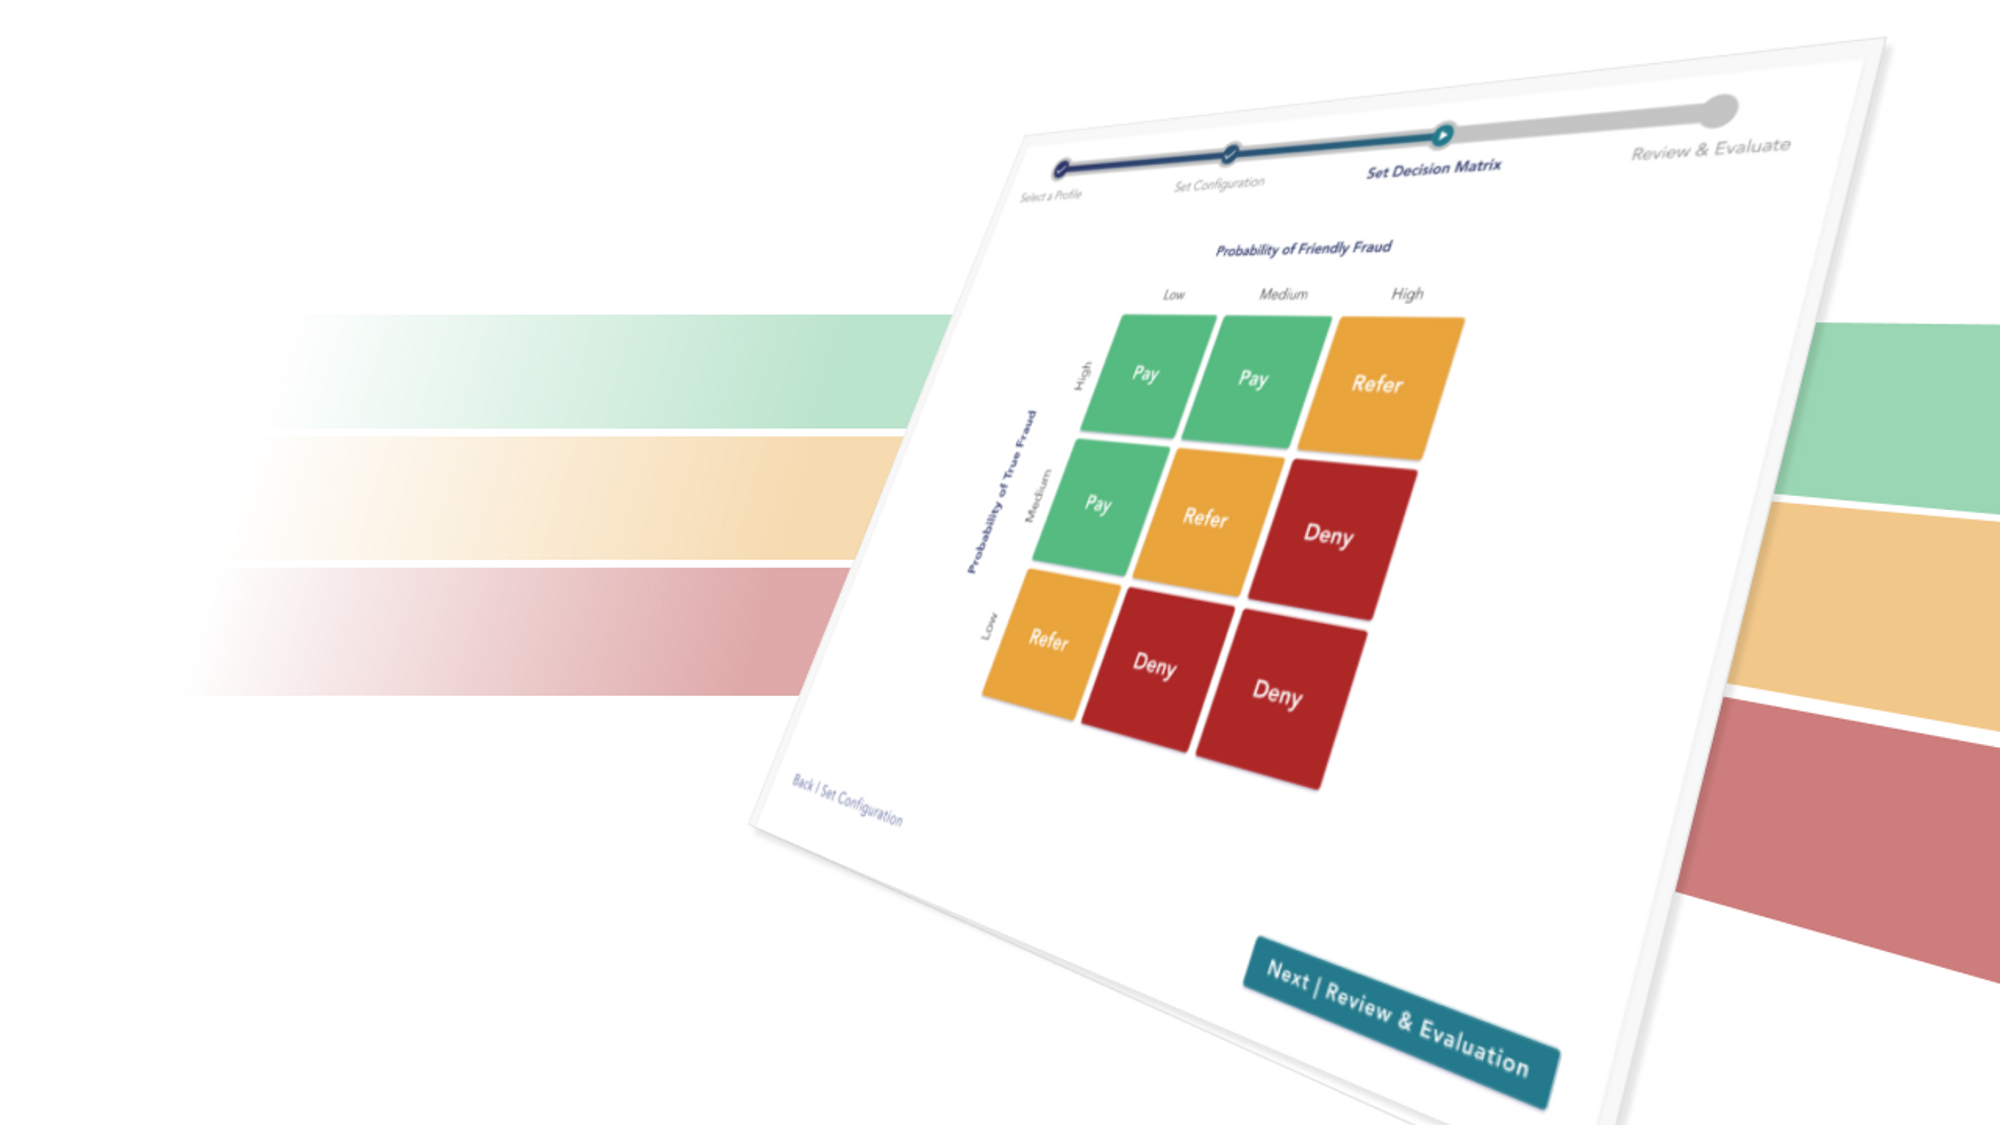 Select a Profile
Set Configuration
Set Decision Matrix
Review & Evaluate
Probability of Friendly Fraud
Low
Medium
High
Probability of True Fraud
High
Pay
Pay
Refer
Medium
Pay
Refer
Deny
Low
Refer
Deny
Deny
Back | Set Configuration
Next | Review & Evaluation